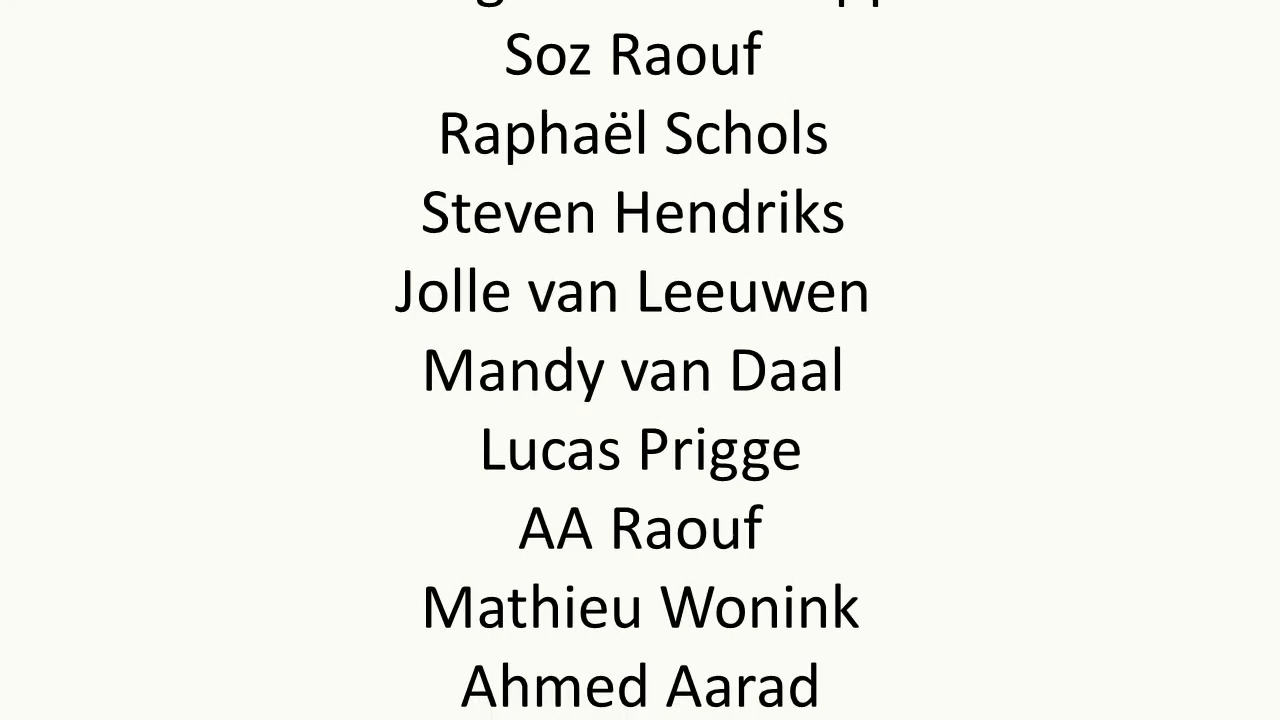 Soz Raouf
Raphaël Schols
Steven Hendriks
Jolle van Leeuwen
Mandy van Daal
Lucas Prigge
AA Raouf
Mathieu Wonink
Ahmed Aarad